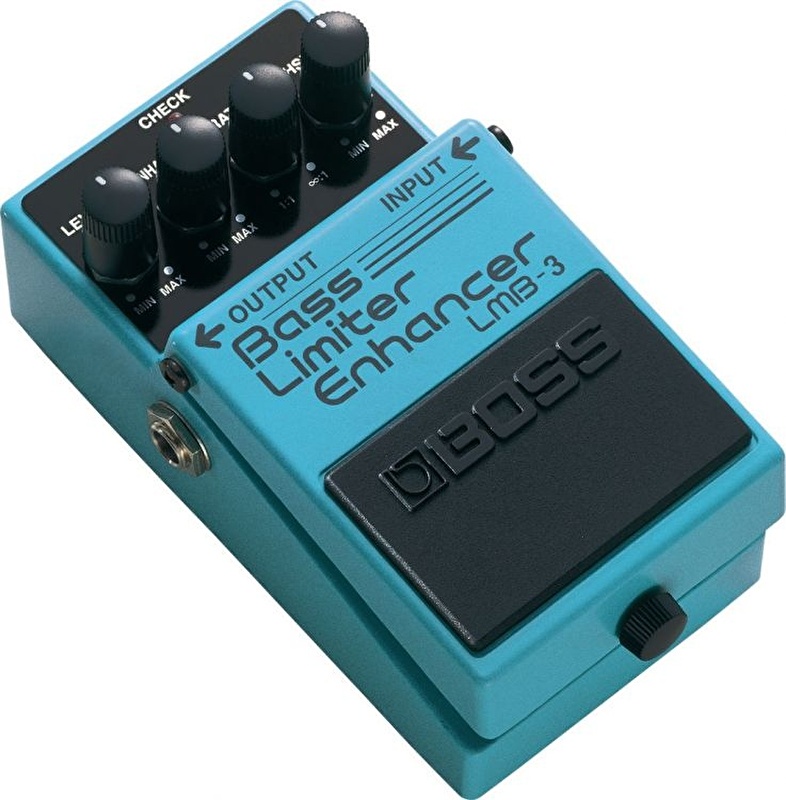 CHECK
MIN MAX
MIN MAX
1:1 ∞:1
MIN MAX
INPUT
OUTPUT
Bass
Limiter
Enhancer
LMB-3
BOSS